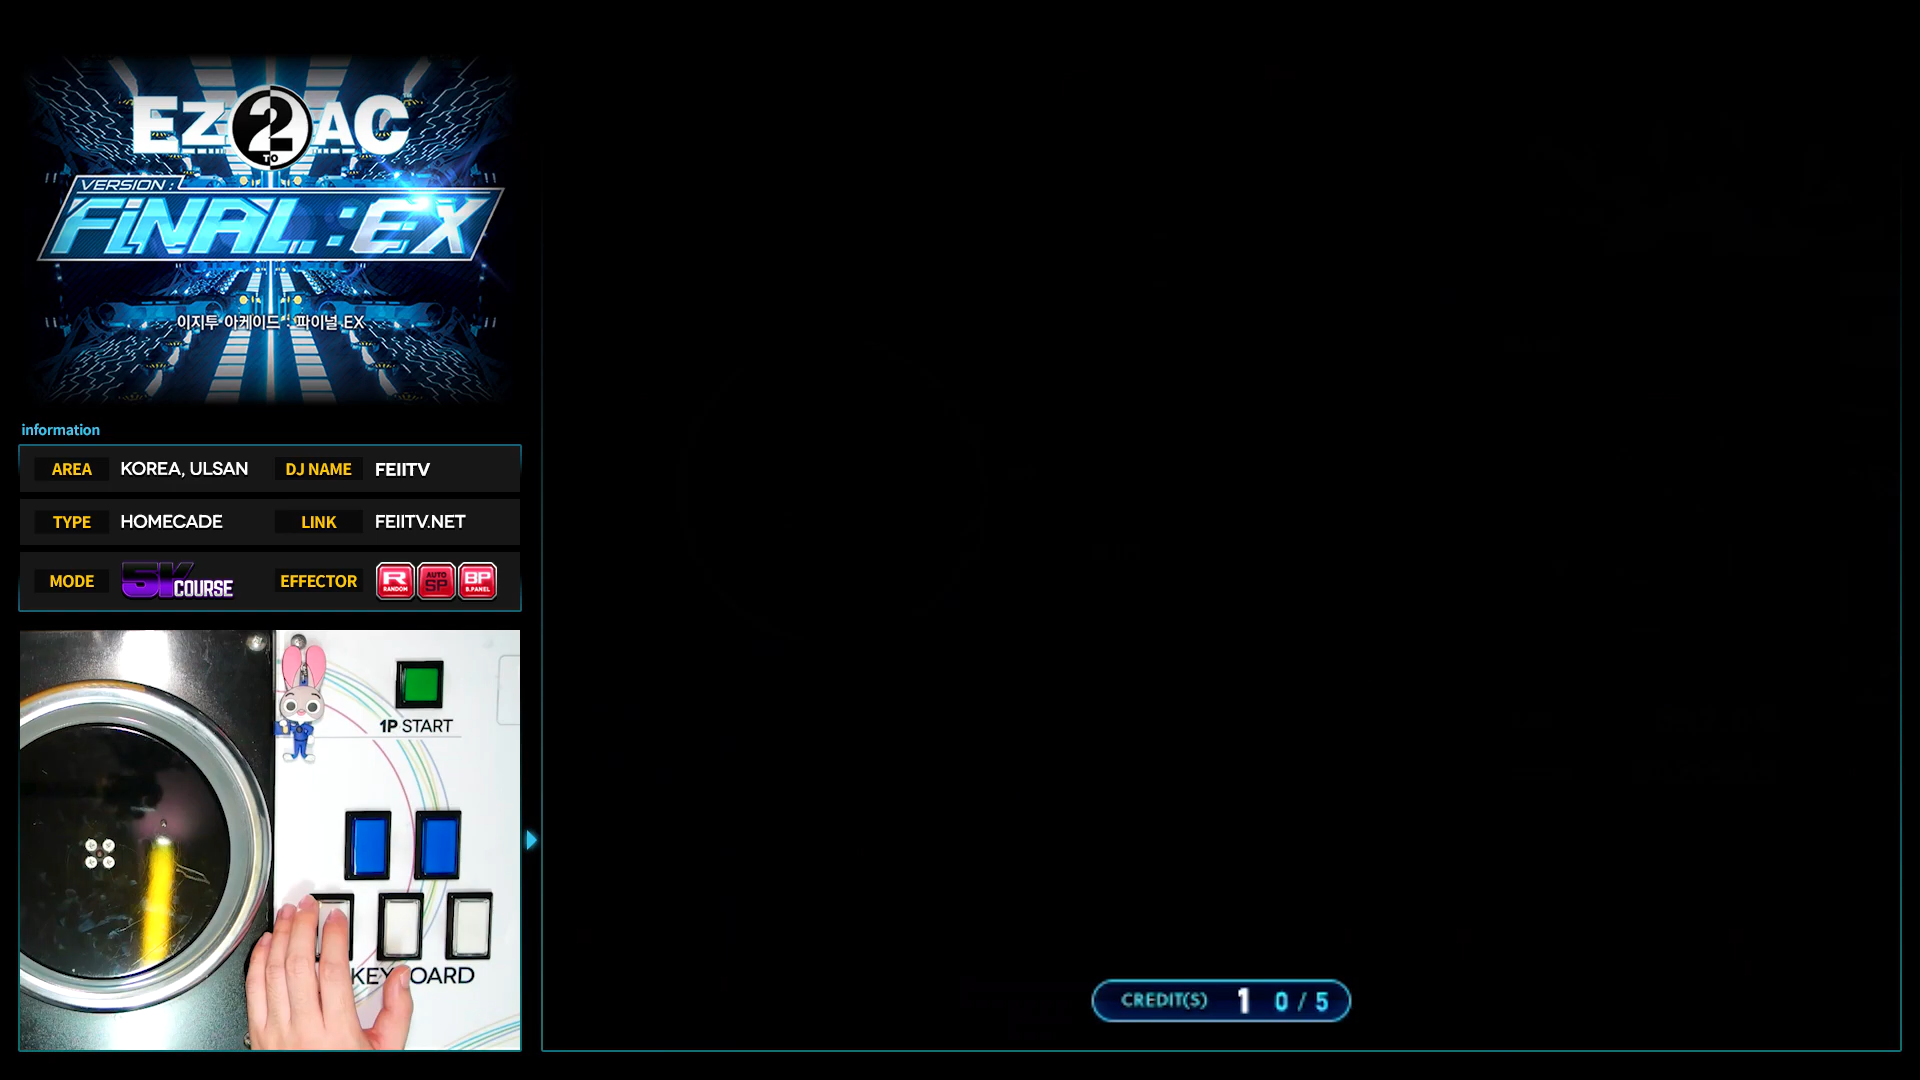 EZ2AC
TO
VERSION :
FiNAL:EX
이지투 아케이드 : 파이널 EX
information
AREA KOREA, ULSAN DJ NAME FEIITV
TYPE HOMECADE LINK FEIITV.NET
MODE 5K COURSE EFFECTOR R RANDOM AUTO SP BP B.PANEL
1P START
KEY OARD
CREDIT(S) 1 0 / 5